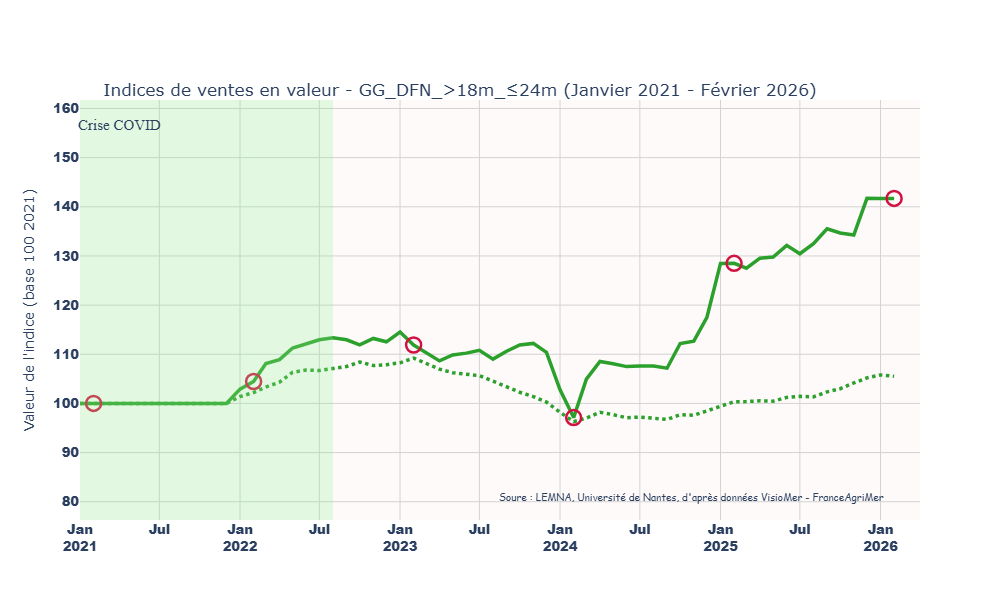 Indices de ventes en valeur - GG_DFN_>18m_≤24m (Janvier 2021 - Février 2026)
Crise COVID
Valeur de l'indice (base 100 2021)
160
150
140
130
120
110
100
90
80
Soure : LEMNA, Université de Nantes, d'après données VisioMer - FranceAgriMer
Jan Jul Jan Jul Jan Jul Jan Jul Jan Jul Jan
2021 2022 2023 2024 2025 2026